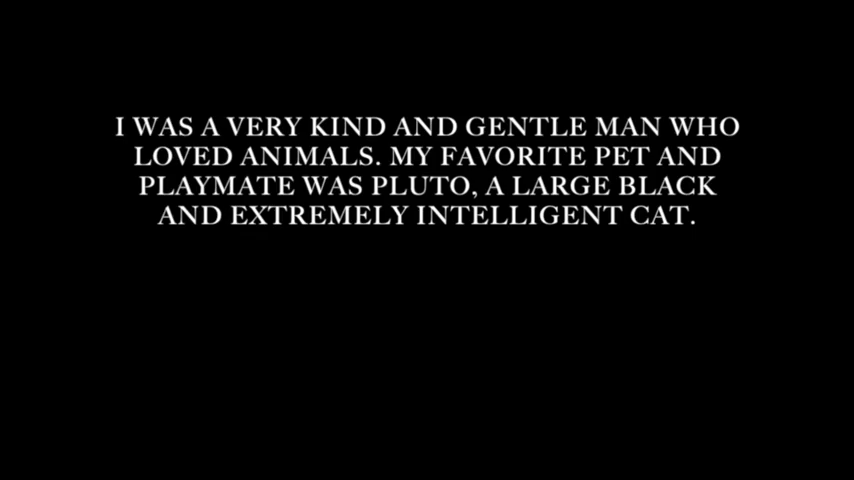 I WAS A VERY KIND AND GENTLE MAN WHO
LOVED ANIMALS. MY FAVORITE PET AND
PLAYMATE WAS PLUTO, A LARGE BLACK
AND EXTREMELY INTELLIGENT CAT.